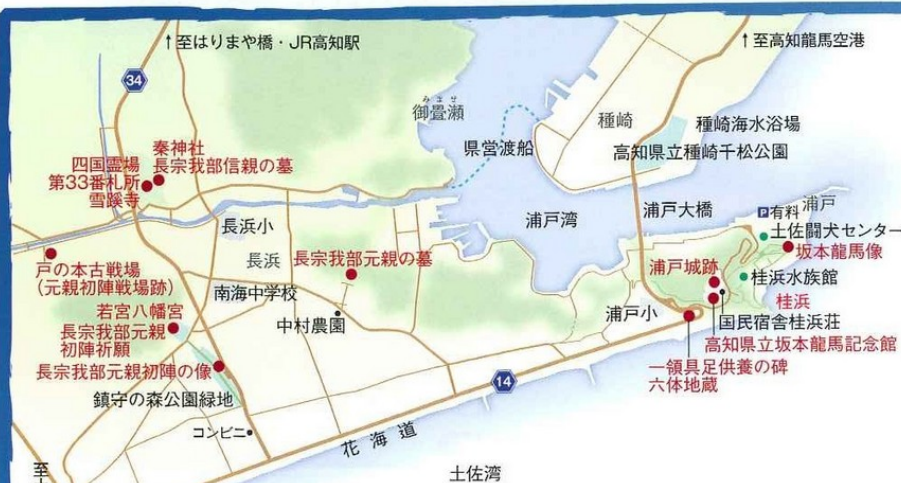 ↑至はりまや橋・JR高知駅
↑至高知龍馬空港
34
みませ
御畳瀬
種崎
種崎海水浴場
高知県立種崎千松公園
県営渡船
秦神社
長宗我部信親の墓
四国霊場
第33番札所
雪蹊寺
浦戸湾
浦戸大橋
P有料
浦戸
土佐闘犬センター
坂本龍馬像
長浜小
長浜
長宗我部元親の墓
戸の本古戦場
(元親初陣戦場跡)
南海中学校
浦戸城跡
桂浜水族館
桂浜
若宮八幡宮
長宗我部元親
初陣祈願
中村農園
浦戸小
国民宿舎桂浜荘
高知県立坂本龍馬記念館
長宗我部元親初陣の像
一領具足供養の碑
六体地蔵
鎮守の森公園緑地
14
コンビニ
花海道
至
土佐湾